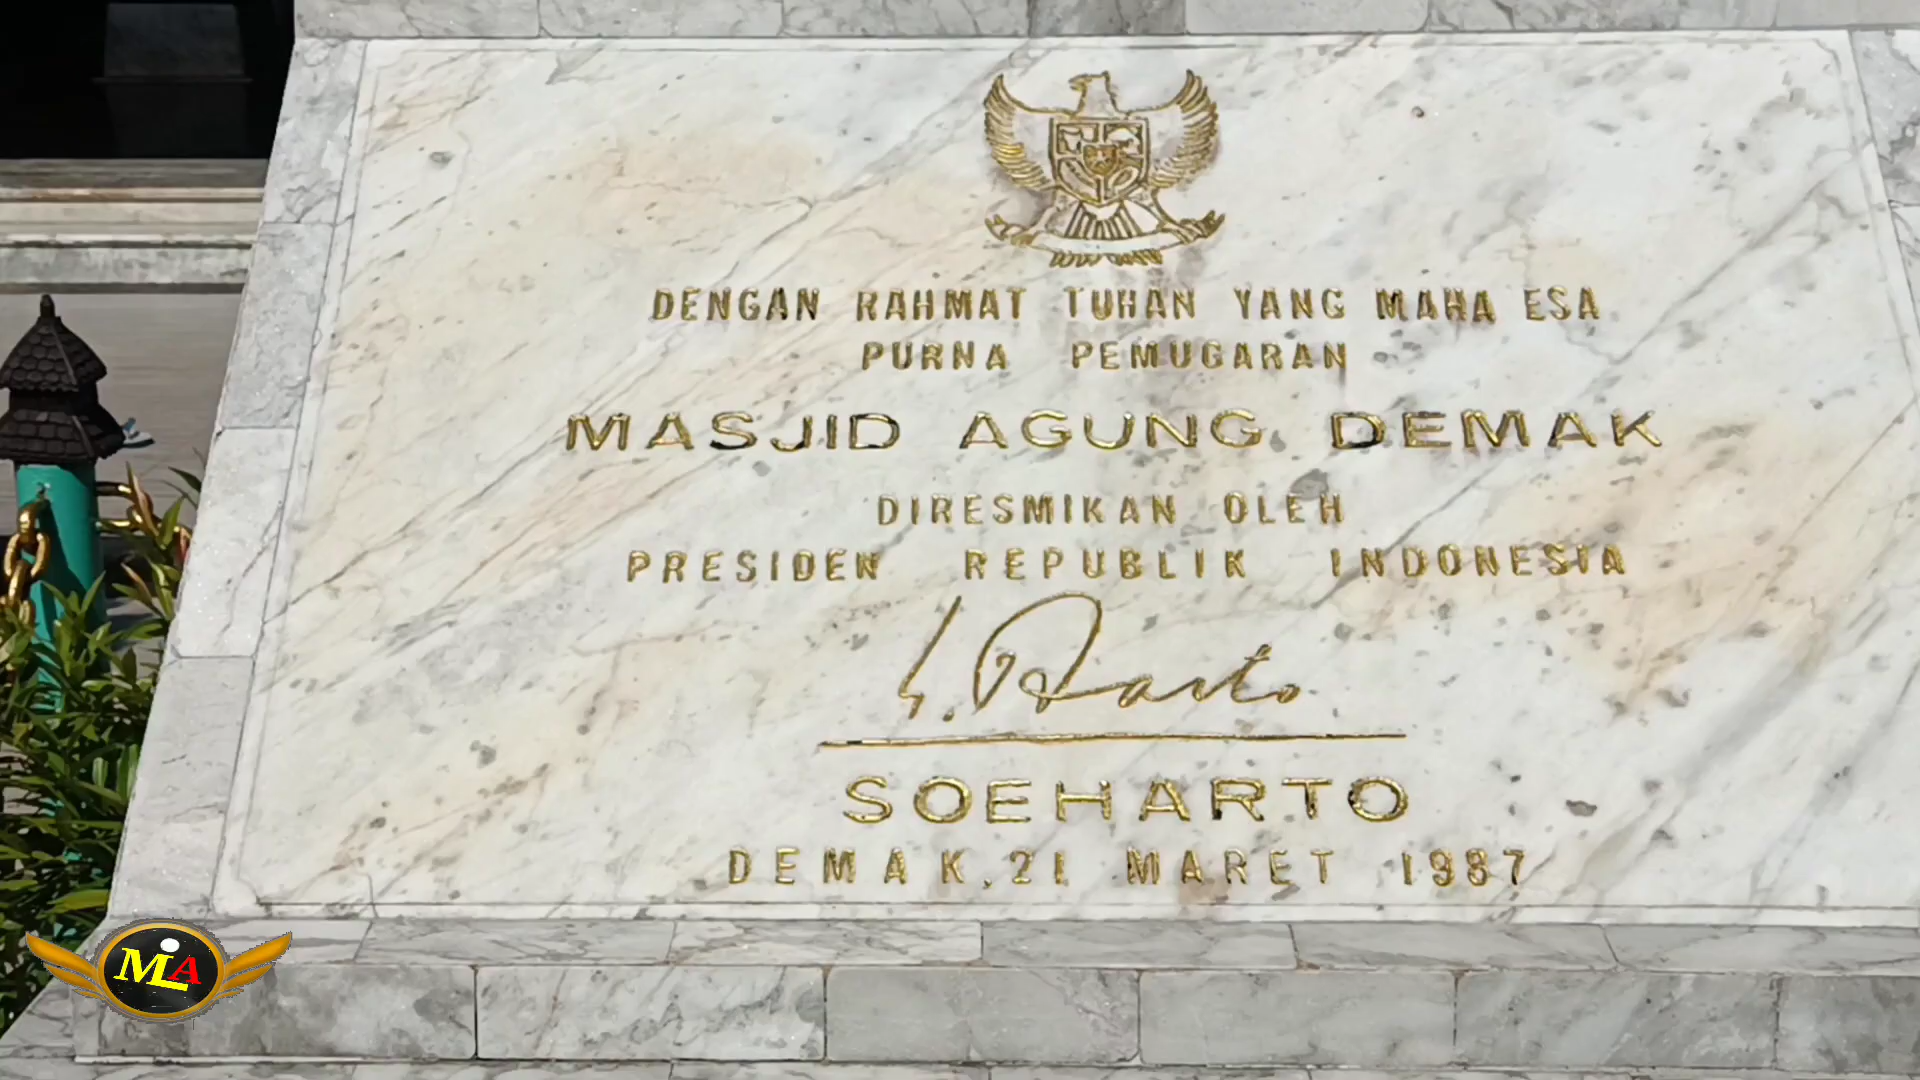 DENGAN RAHMAT TUHAN YANG MAHA ESA
PURNA PEMUGARAN
MASJID AGUNG DEMAK
DIRESMIKAN OLEH
PRESIDEN REPUBLIK INDONESIA
SOEHARTO
DEMAK, 21 MARET 1987
MIA